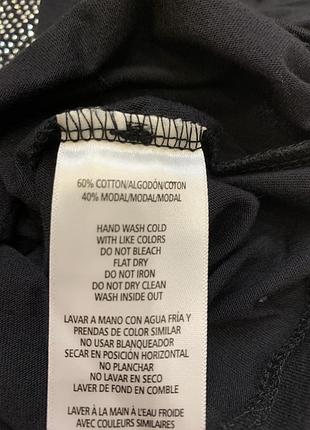 60% COTTON/ALGODÓN/COTON
40% MODAL/MODAL/MODAL
HAND WASH COLD
WITH LIKE COLORS
DO NOT BLEACH
FLAT DRY
DO NOT IRON
DO NOT DRY CLEAN
WASH INSIDE OUT
LAVAR A MANO CON AGUA FRÍA Y
PRENDAS DE COLOR SIMILAR
NO USAR BLANQUEADOR
SECAR EN POSICIÓN HORIZONTAL
NO PLANCHAR
NO LAVAR EN SECO
LAVER DE FOND EN COMBLE
LAVER À LA MAIN À L'EAU FROIDE
AVEC COULEURS SIMILAIRES